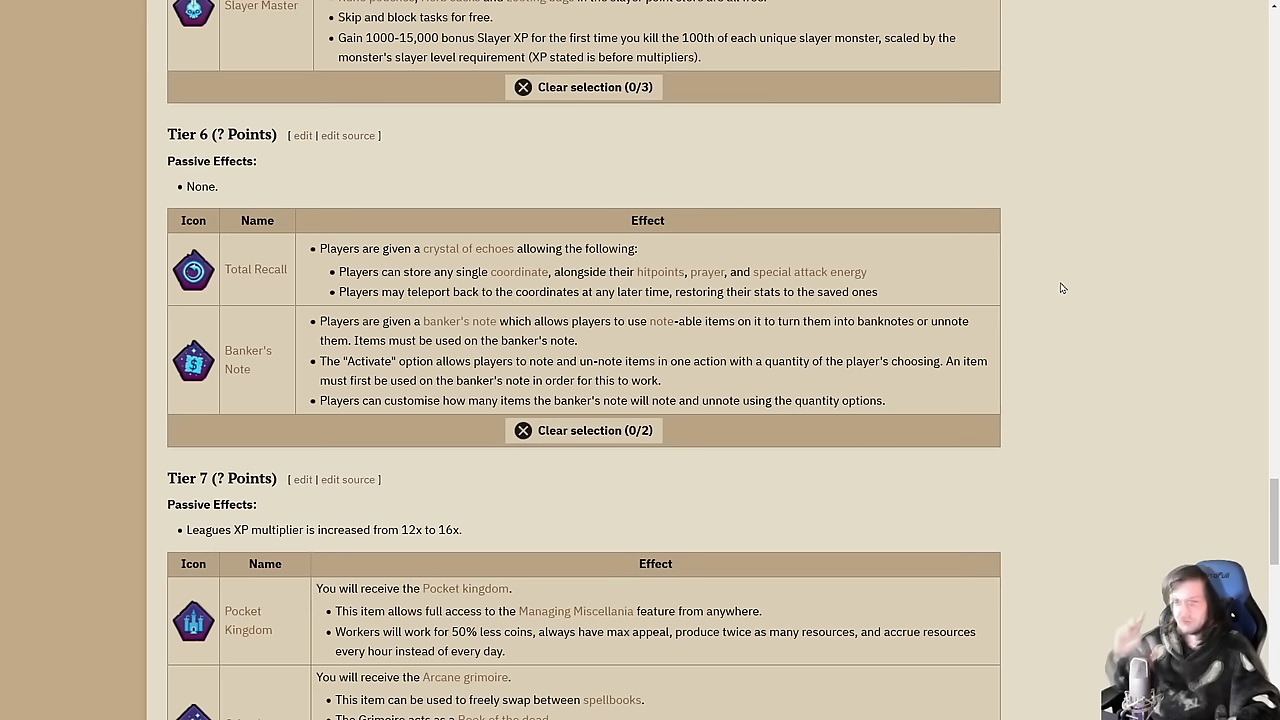 Slayer Master
Skip and block tasks for free.
Gain 1000-15,000 bonus Slayer XP for the first time you kill the 100th of each unique slayer monster, scaled by the
monster's slayer level requirement (XP stated is before multipliers).
Clear selection (0/3)
Tier 6 (? Points) [ edit | edit source ]
Passive Effects:
• None.
Icon Name Effect
• Players are given a crystal of echoes allowing the following:
Total Recall
• Players can store any single coordinate, alongside their hitpoints, prayer, and special attack energy
• Players may teleport back to the coordinates at any later time, restoring their stats to the saved ones
Banker's
Note
• Players are given a banker's note which allows players to use note-able items on it to turn them into banknotes or unnote
them. Items must be used on the banker's note.
• The "Activate" option allows players to note and un-note items in one action with a quantity of the player's choosing. An item
must first be used on the banker's note in order for this to work.
• Players can customise how many items the banker's note will note and unnote using the quantity options.
Clear selection (0/2)
Tier 7 (? Points) [ edit | edit source ]
Passive Effects:
• Leagues XP multiplier is increased from 12x to 16x.
Icon Name Effect
Pocket
Kingdom
You will receive the Pocket kingdom.
• This item allows full access to the Managing Miscellania feature from anywhere.
• Workers will work for 50% less coins, always have max appeal, produce twice as many resources, and accrue resources
every hour instead of every day.
You will receive the Arcane grimoire.
• This item can be used to freely swap between spellbooks.
• The Grimoire acts as a Book of the dead.